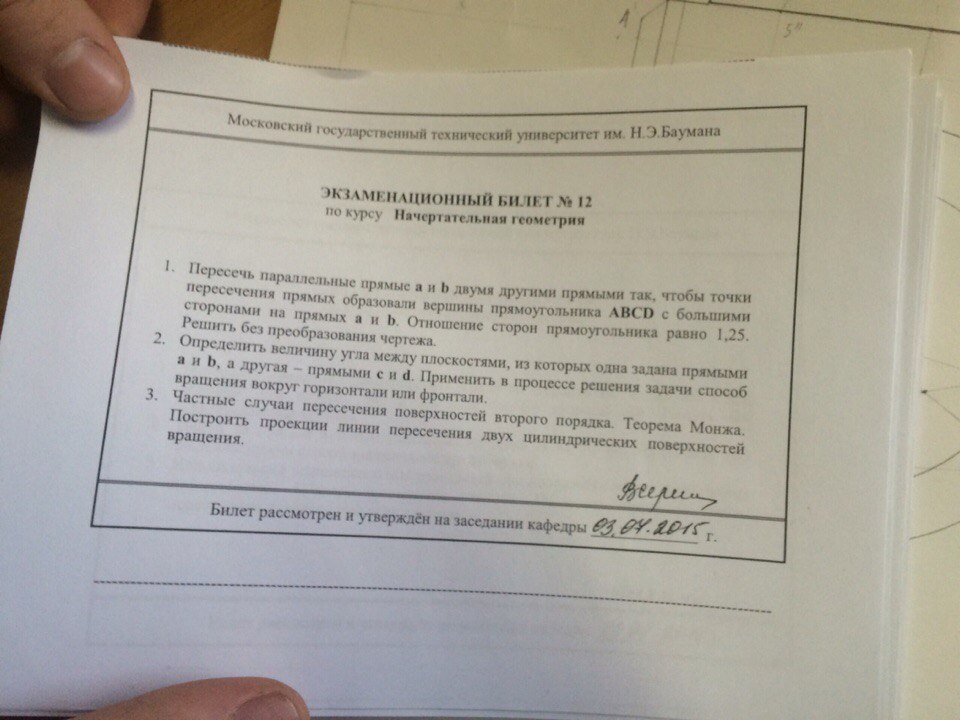 A
5"
Московский государственный технический университет им. Н.Э.Баумана
ЭКЗАМЕНАЦИОННЫЙ БИЛЕТ № 12
по курсу Начертательная геометрия
1. Пересечь параллельные прямые a и b двумя другими прямыми так, чтобы точки
пересечения прямых образовали вершины прямоугольника ABCD с большими
сторонами на прямых a и b. Отношение сторон прямоугольника равно 1,25.
Решить без преобразования чертежа.
2. Определить величину угла между плоскостями, из которых одна задана прямыми
a и b, а другая – прямыми c и d. Применить в процессе решения задачи способ
вращения вокруг горизонтали или фронтали.
3. Частные случаи пересечения поверхностей второго порядка. Теорема Монжа.
Построить проекции линии пересечения двух цилиндрических поверхностей
вращения.
Билет рассмотрен и утверждён на заседании кафедры 03.07.2015 г.